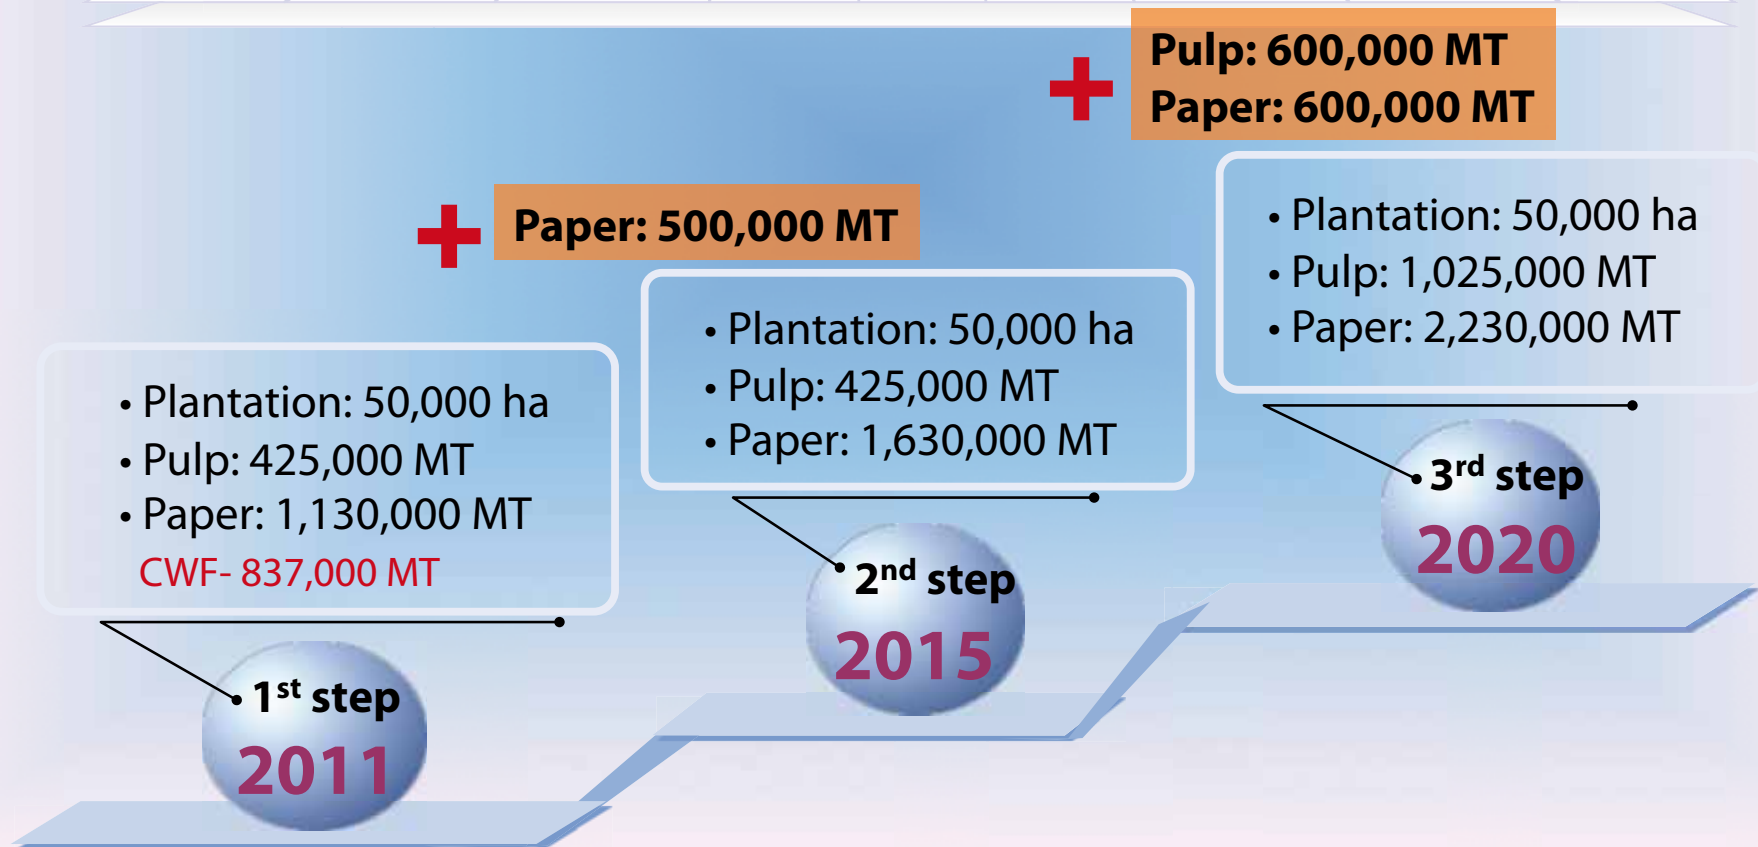 Pulp: 600,000 MT
Paper: 600,000 MT
• Plantation: 50,000 ha
• Pulp: 1,025,000 MT
• Paper: 2,230,000 MT
3rd step
2020
Paper: 500,000 MT
• Plantation: 50,000 ha
• Pulp: 425,000 MT
• Paper: 1,630,000 MT
2nd step
2015
• Plantation: 50,000 ha
• Pulp: 425,000 MT
• Paper: 1,130,000 MT
CWF- 837,000 MT
1st step
2011